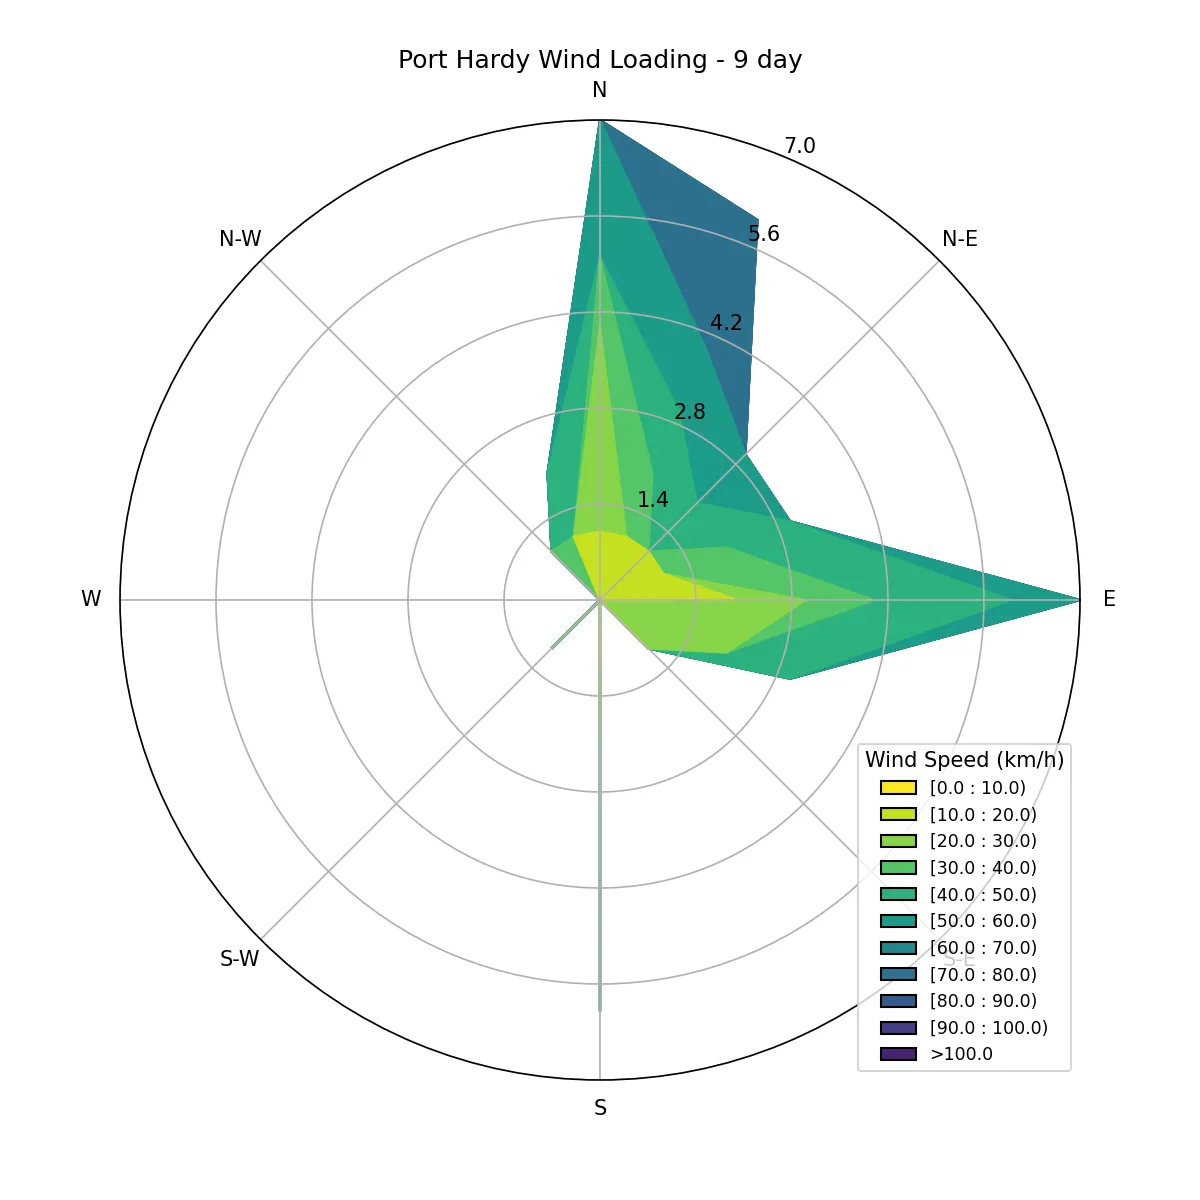 Port Hardy Wind Loading - 9 day
N
7.0
N-W
5.6
N-E
4.2
2.8
1.4
W
E
Wind Speed (km/h)
[0.0 : 10.0)
[10.0 : 20.0)
[20.0 : 30.0)
[30.0 : 40.0)
[40.0 : 50.0)
[50.0 : 60.0)
[60.0 : 70.0)
S-W
S-E
[70.0 : 80.0)
[80.0 : 90.0)
[90.0 : 100.0)
>100.0
S